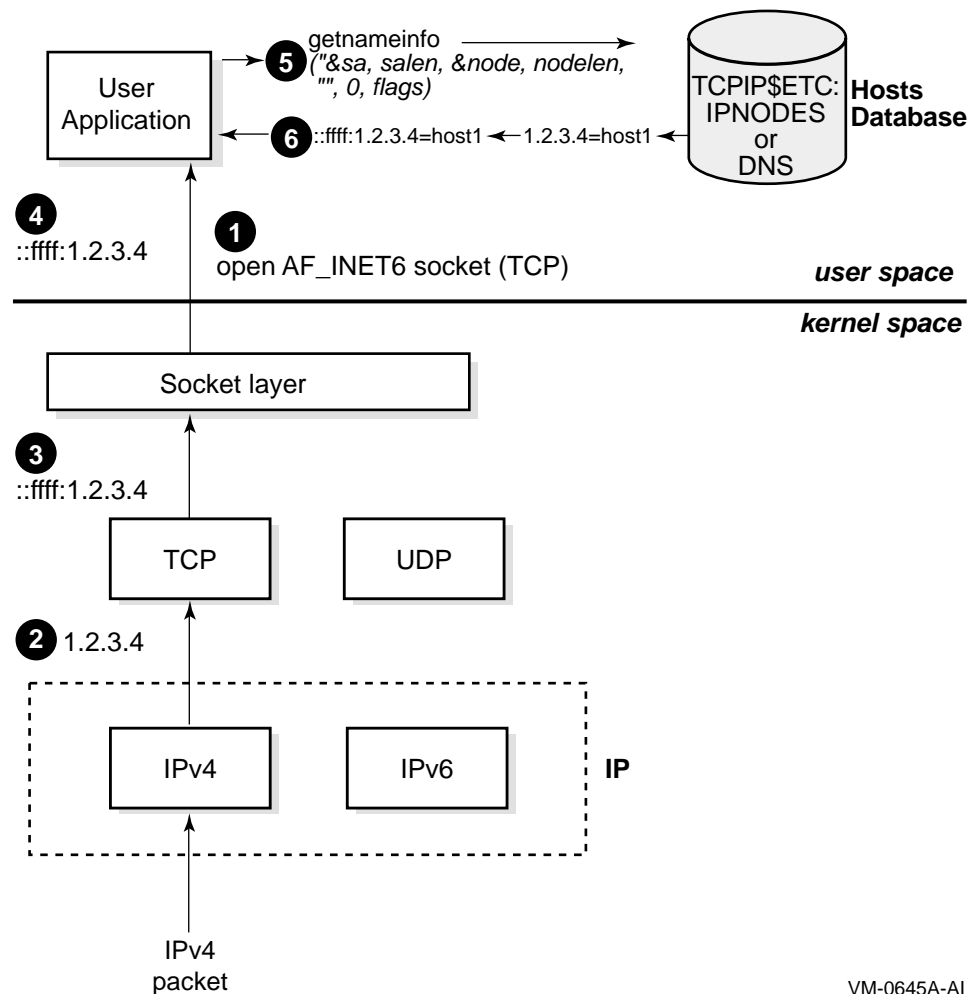 User
Application
5
getnameinfo
("&sa, salen, &node, nodelen,
"", 0, flags)
6
::ffff:1.2.3.4=host1
1.2.3.4=host1
TCPIP$ETC:
IPNODES
or
DNS
Hosts
Database
4
::ffff:1.2.3.4
1
open AF_INET6 socket (TCP)
user space
kernel space
Socket layer
3
::ffff:1.2.3.4
TCP
UDP
2 1.2.3.4
IPv4
IPv6
IP
IPv4
packet
VM-0645A-AI